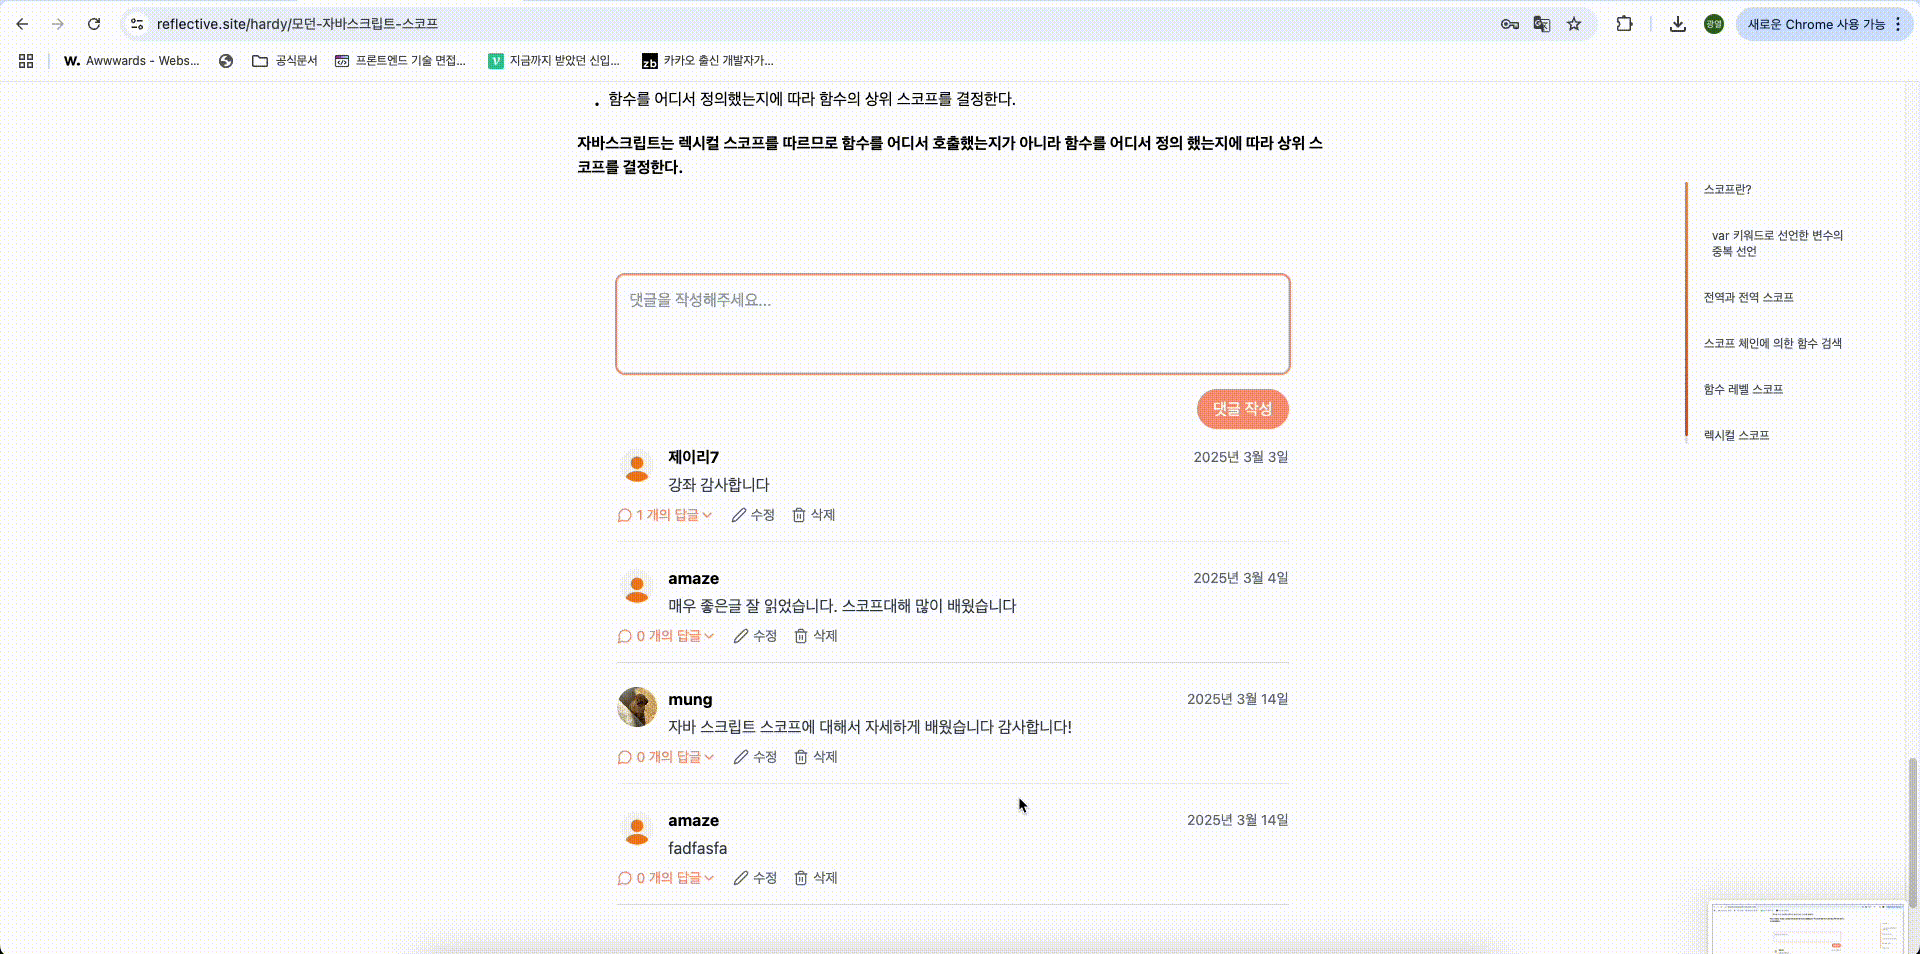 reflective.site/hardy/모던-자바스크립트-스코프
새로운 Chrome 사용 가능
W. Awwwards - Webs...
공식문서
프론트엔드 기술 면접...
지금까지 받았던 신입...
zb 카카오 출신 개발자가...
• 함수를 어디서 정의했는지에 따라 함수의 상위 스코프를 결정한다.
자바스크립트는 렉시컬 스코프를 따르므로 함수를 어디서 호출했는지가 아니라 함수를 어디서 정의 했는지에 따라 상위 스
코프를 결정한다.
스코프란?
var 키워드로 선언한 변수의
중복 선언
전역과 전역 스코프
스코프 체인에 의한 함수 검색
함수 레벨 스코프
렉시컬 스코프
댓글을 작성해주세요...
댓글 작성
제이리7
2025년 3월 3일
강좌 감사합니다
1 개의 답글 수정 삭제
amaze
2025년 3월 4일
매우 좋은글 잘 읽었습니다. 스코프대해 많이 배웠습니다
0 개의 답글 수정 삭제
mung
2025년 3월 14일
자바 스크립트 스코프에 대해서 자세하게 배웠습니다 감사합니다!
0 개의 답글 수정 삭제
amaze
2025년 3월 14일
fadfasfa
0 개의 답글 수정 삭제